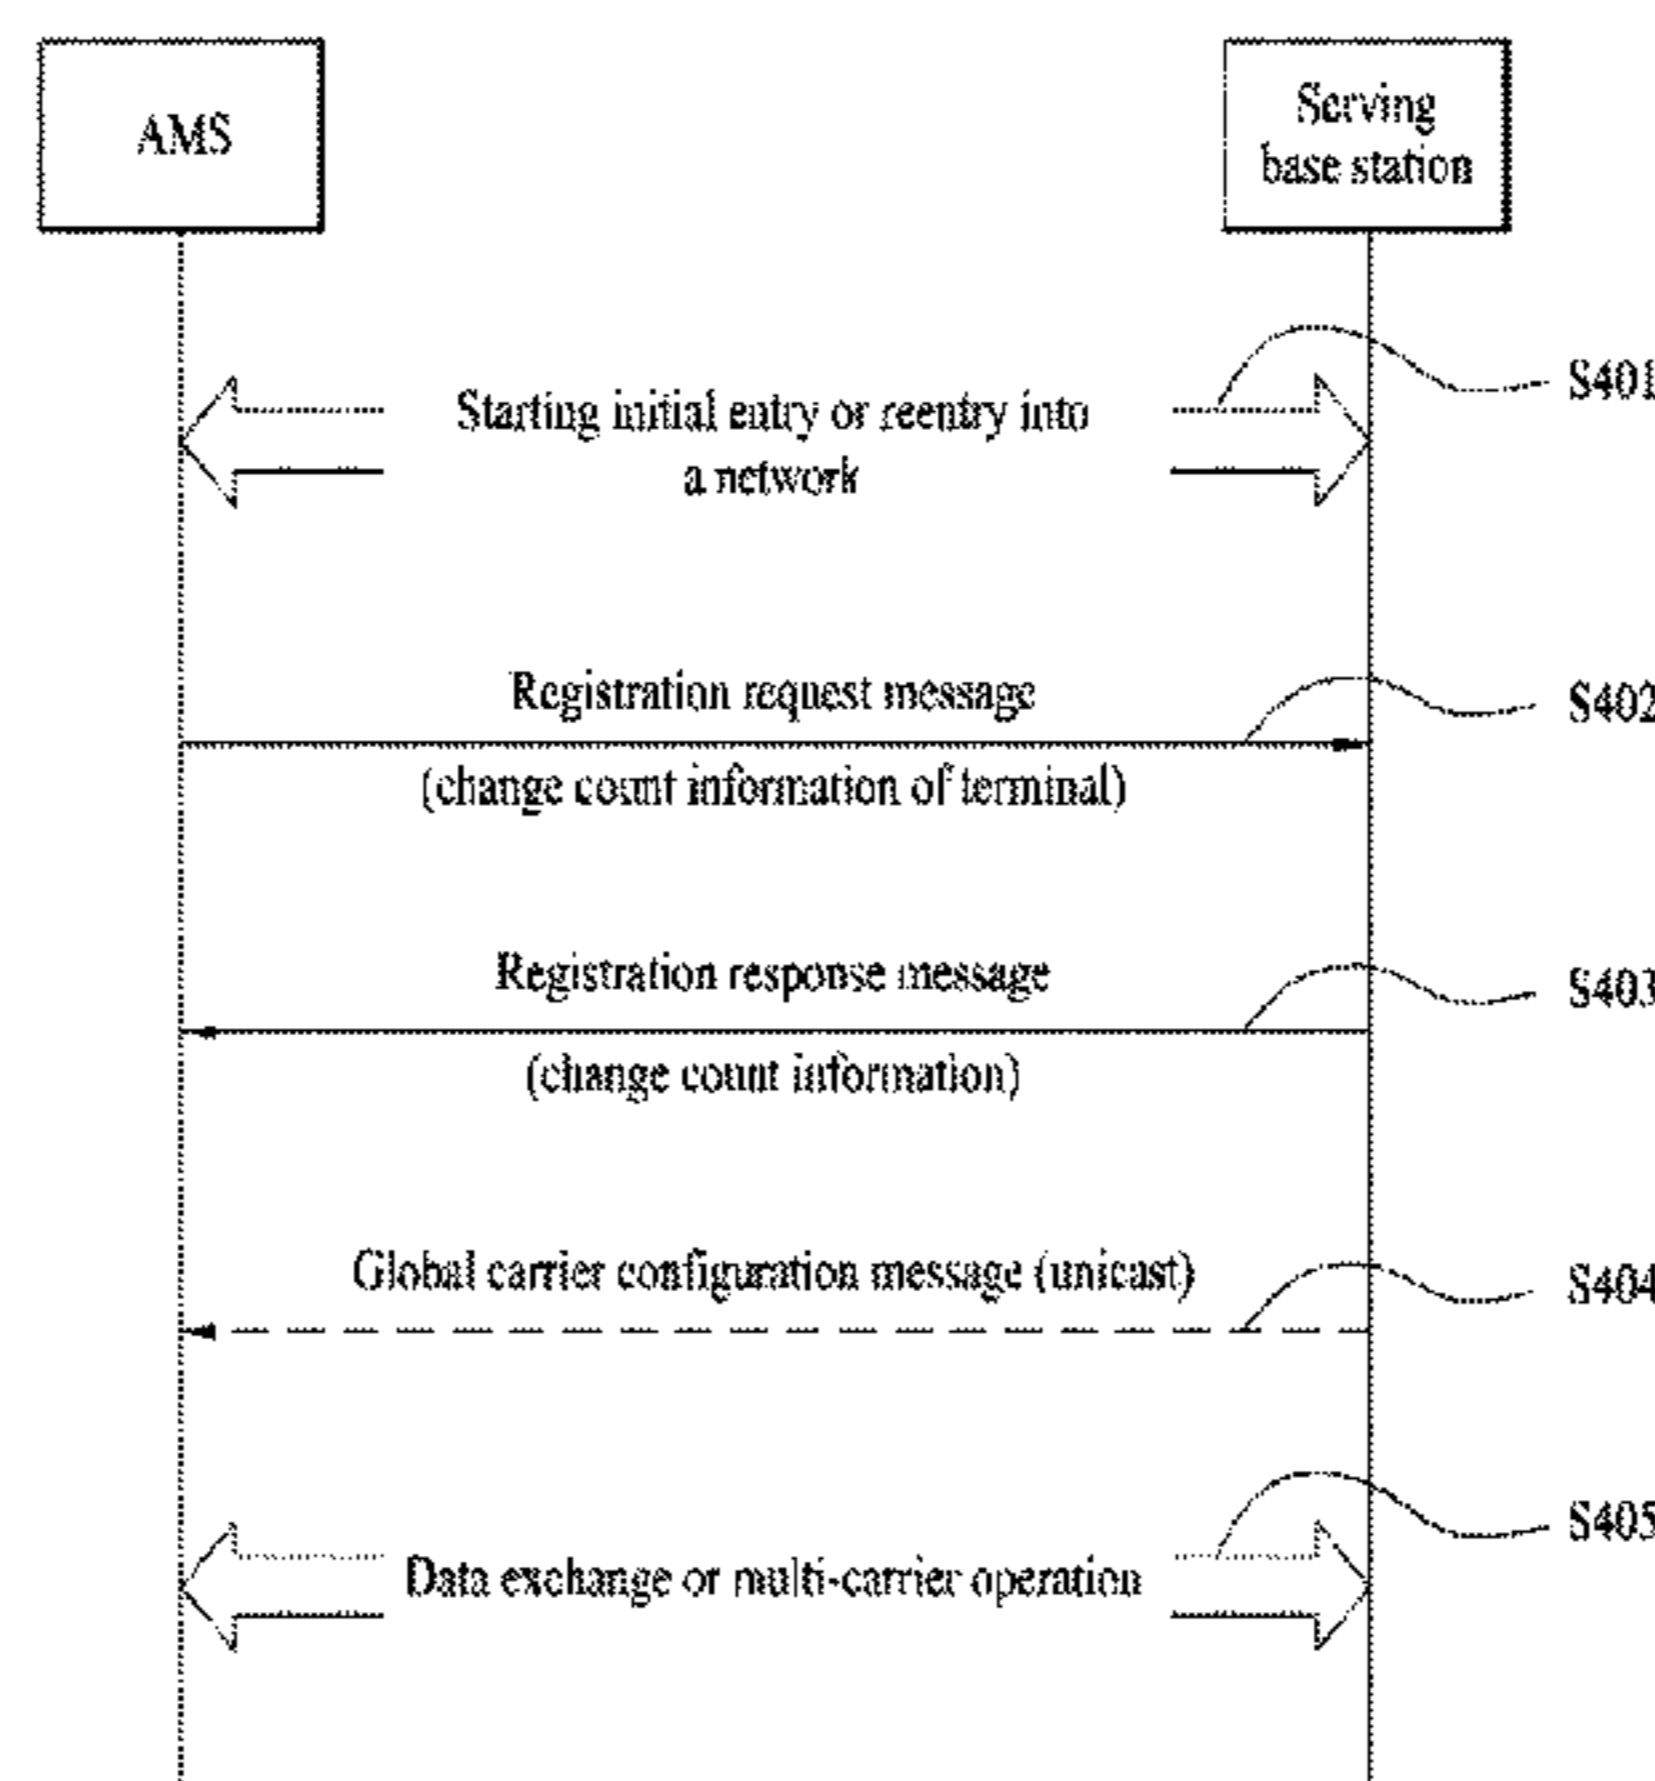 AMS
Serving
base station
S401
Starting initial entry or reentry into
a network
Registration request message
S402
(change count information of terminal)
Registration response message
S403
(change count information)
Global carrier configuration message (unicast)
S404
S405
Data exchange or multi-carrier operation